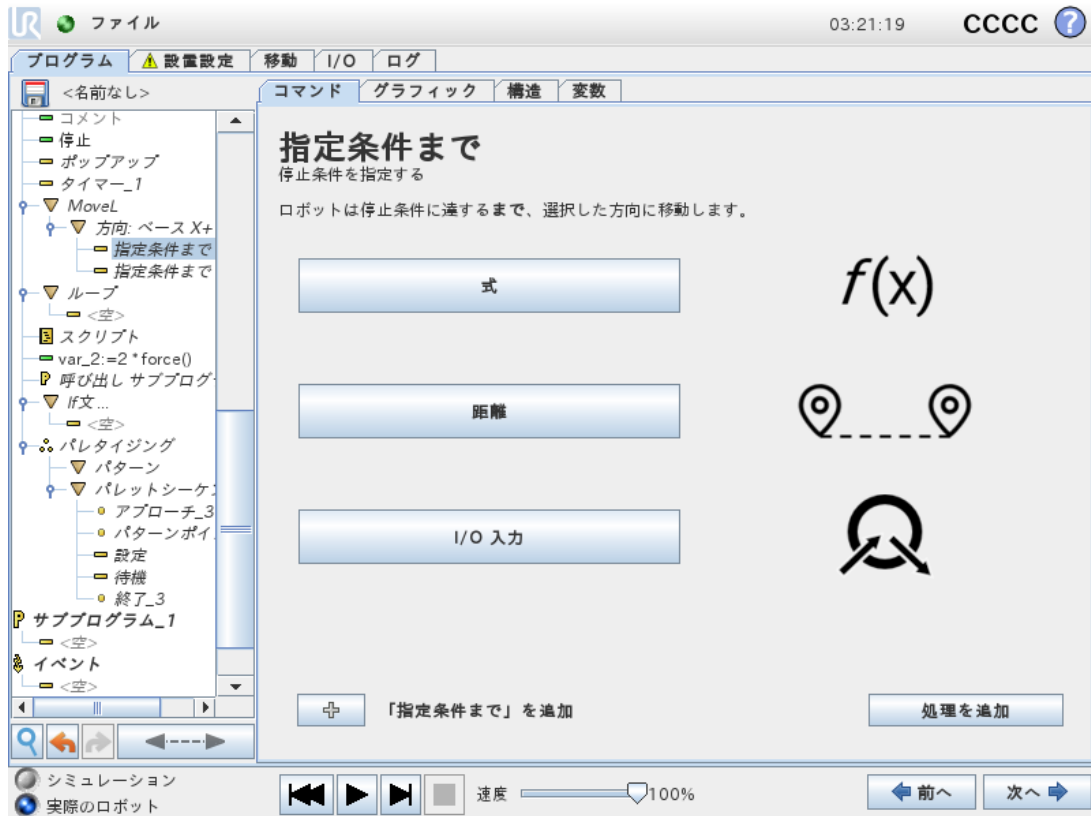 UR ファイル 03:21:19 CCCC ?
プログラム 設置設定 移動 I/O ログ
<名前なし>
コマンド グラフィック 構造 変数
コメント
停止
ポップアップ
タイマー_1
MoveL
方向: ベース X+
指定条件まで
指定条件まで
ループ
<空>
スクリプト
var_2:=2 * force()
呼び出し サブプログ
If文 ...
<空>
パレタイジング
パターン
パレットシーケン
アプローチ_3
パターンポイ
設定
待機
終了_3
サブプログラム_1
<空>
イベント
<空>
指定条件まで
停止条件を指定する
ロボットは停止条件に達するまで、選択した方向に移動します。
式
f(x)
距離
I/O 入力
「指定条件まで」を追加
処理を追加
シミュレーション
実際のロボット
速度 100%
前へ 次へ